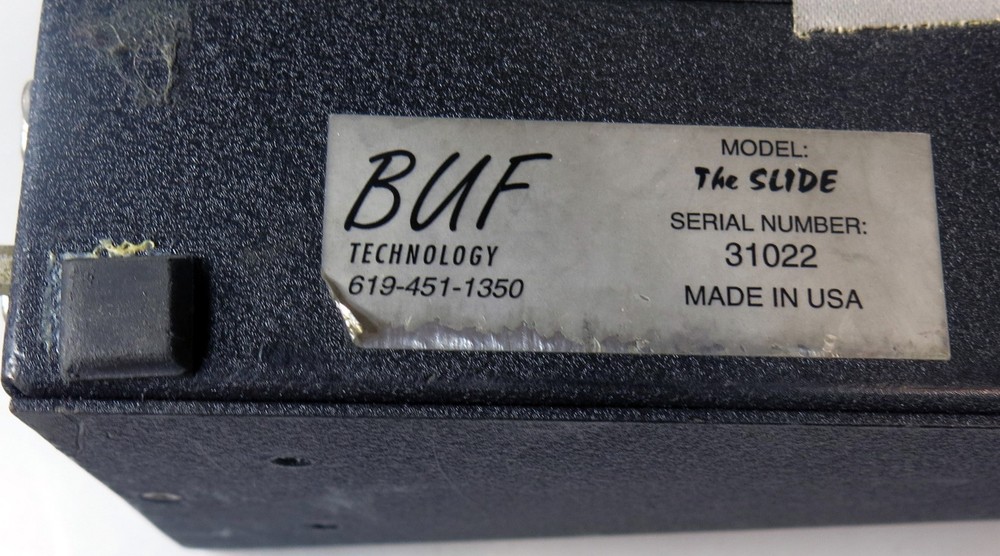 BUF
TECHNOLOGY
619-451-1350
MODEL:
The SLIDE
SERIAL NUMBER:
31022
MADE IN USA